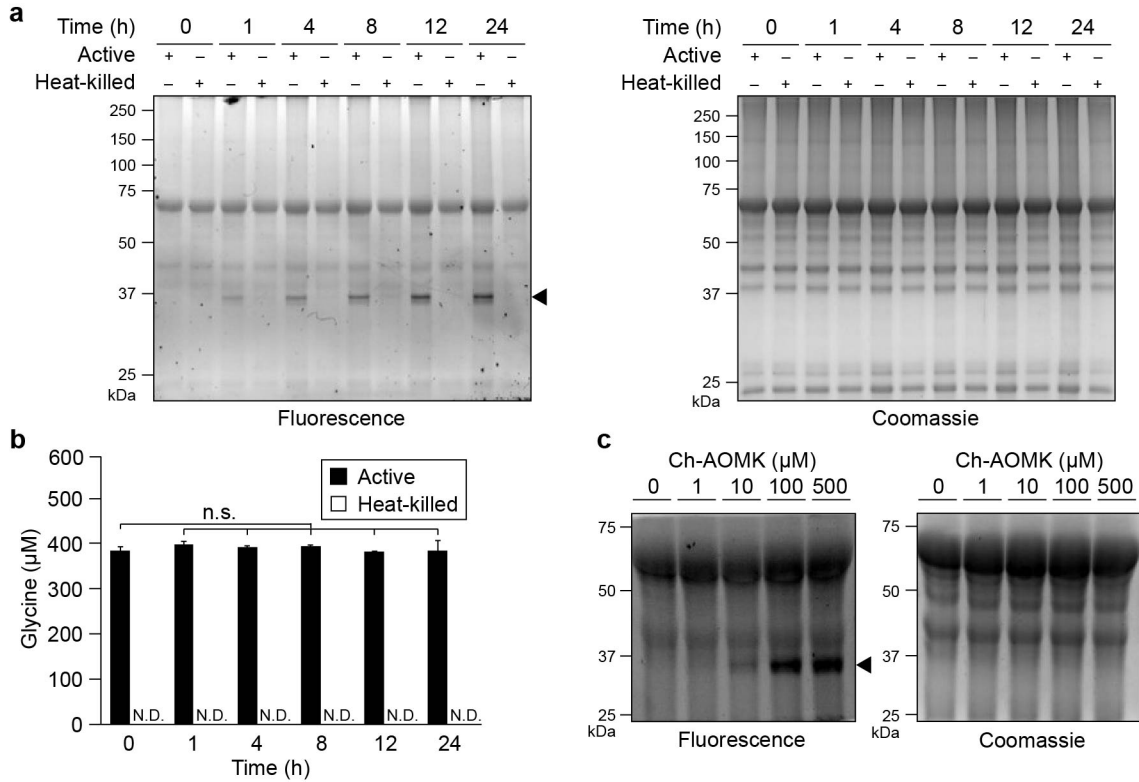 a
Time (h) 0 1 4 8 12 24
Active + – + – + – + – + – + –
Heat-killed – + – + – + – + – + – +
250
150
100
75
50
37
25
kDa
Fluorescence
Time (h) 0 1 4 8 12 24
Active + – + – + – + – + – + –
Heat-killed – + – + – + – + – + – +
250
150
100
75
50
37
25
kDa
Coomassie
b
Glycine (µM)
600
500
400
300
200
100
0
Active
Heat-killed
n.s.
N.D. N.D. N.D. N.D. N.D. N.D.
0 1 4 8 12 24
Time (h)
c
Ch-AOMK (µM)
0 1 10 100 500
75
50
37
25
kDa
Fluorescence
Ch-AOMK (µM)
0 1 10 100 500
75
50
37
25
kDa
Coomassie